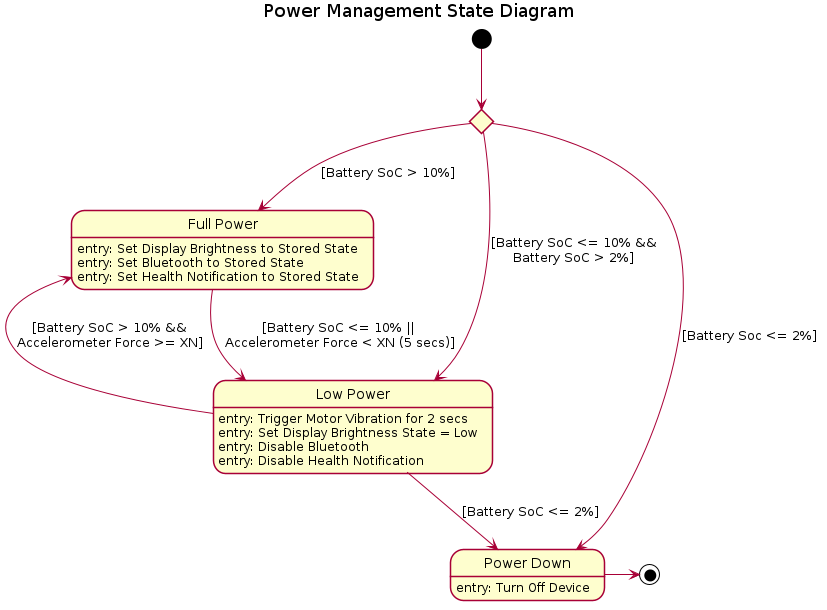 Power Management State Diagram
[Battery SoC > 10%]
Full Power
entry: Set Display Brightness to Stored State
entry: Set Bluetooth to Stored State
entry: Set Health Notification to Stored State
[Battery SoC <= 10% &&
Battery SoC > 2%]
[Battery SoC > 10% &&
Accelerometer Force >= XN]
[Battery SoC <= 10% ||
Accelerometer Force < XN (5 secs)]
[Battery Soc <= 2%]
Low Power
entry: Trigger Motor Vibration for 2 secs
entry: Set Display Brightness State = Low
entry: Disable Bluetooth
entry: Disable Health Notification
[Battery SoC <= 2%]
Power Down
entry: Turn Off Device